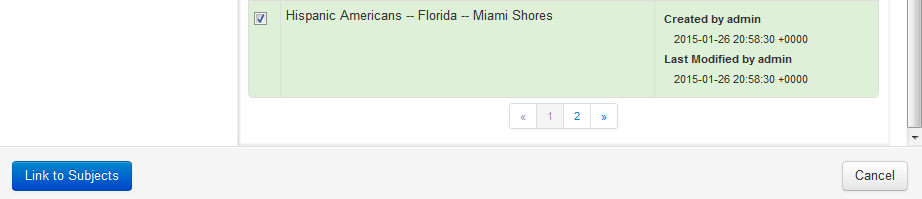 Hispanic Americans -- Florida -- Miami Shores
Created by admin
2015-01-26 20:58:30 +0000
Last Modified by admin
2015-01-26 20:58:30 +0000
« 1 2 »
Link to Subjects
Cancel